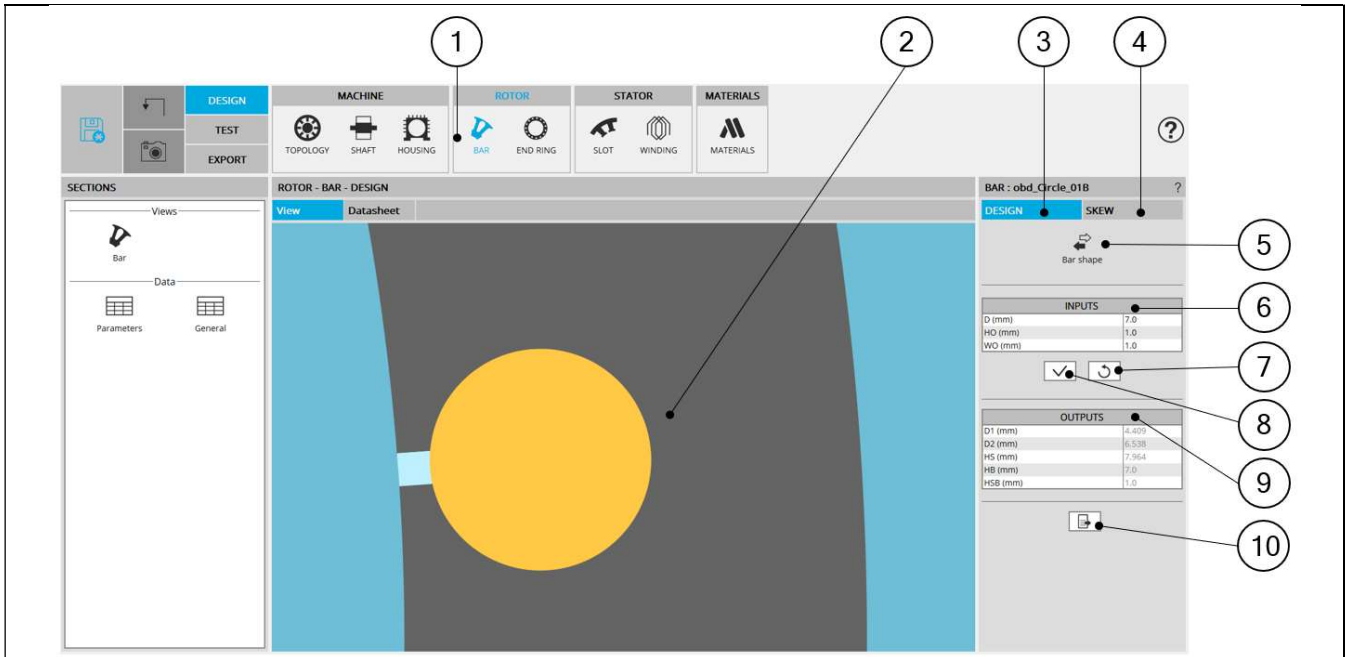 1 2 3 4
DESIGN MACHINE ROTOR STATOR MATERIALS
TEST
EXPORT
TOPOLOGY SHAFT HOUSING BAR END RING SLOT WINDING MATERIALS
?
SECTIONS ROTOR - BAR - DESIGN BAR : obd_Circle_01B ?
Views View Datasheet DESIGN SKEW
Bar
Data
Parameters General
Bar shape 5
INPUTS 6
D (mm) 7.0
HO (mm) 1.0
WO (mm) 1.0
7
8
OUTPUTS
D1 (mm) 4.409
D2 (mm) 6.538
HS (mm) 7.964
HB (mm) 7.0
HSB (mm) 1.0
9
10